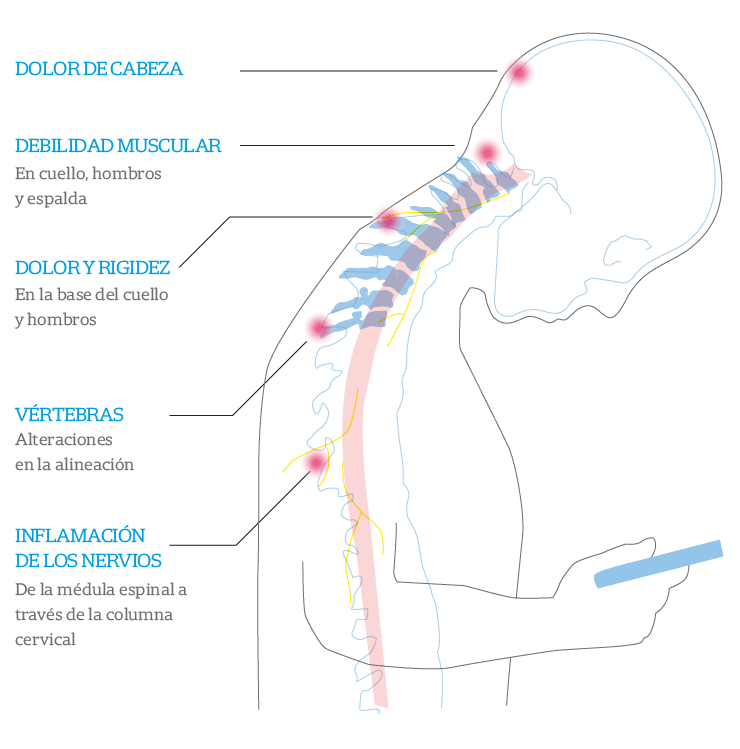 DOLOR DE CABEZA
DEBILIDAD MUSCULAR
En cuello, hombros
y espalda
DOLOR Y RIGIDEZ
En la base del cuello
y hombros
VÉRTEBRAS
Alteraciones
en la alineación
INFLAMACIÓN
DE LOS NERVIOS
De la médula espinal a
través de la columna
cervical